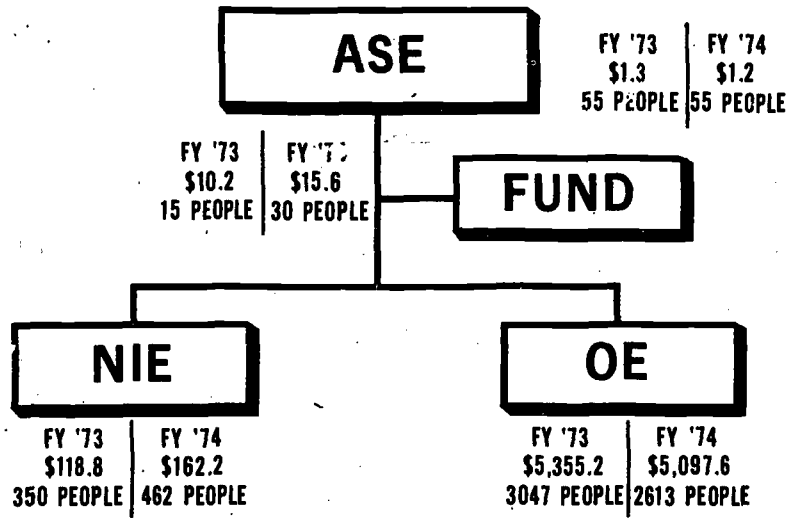 ASE
FY '73 FY '74
$1.3 $1.2
55 PEOPLE 55 PEOPLE
FY '73 FY
$10.2 $15.6
15 PEOPLE 30 PEOPLE
FUND
NIE
OE
FY '73 FY '74
$118.8 $162.2
350 PEOPLE 462 PEOPLE
FY '73 FY '74
$5,355.2 $5,097.6
3047 PEOPLE 2613 PEOPLE